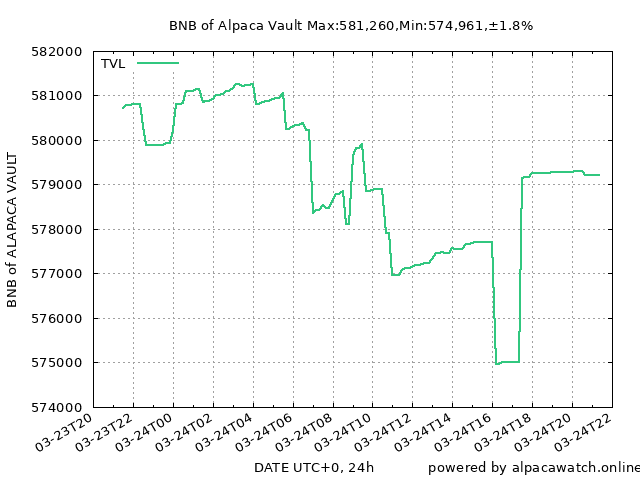 BNB of Alpaca Vault Max:581,260,Min:574,961,±1.8%
TVL
BNB of ALAPACA VAULT
582000
581000
580000
579000
578000
577000
576000
575000
574000
03-23T20
03-23T22
03-24T00
03-24T02
03-24T04
03-24T06
03-24T08
03-24T10
03-24T12
03-24T14
03-24T16
03-24T18
03-24T20
03-24T22
DATE UTC+0, 24h
powered by alpacawatch.online